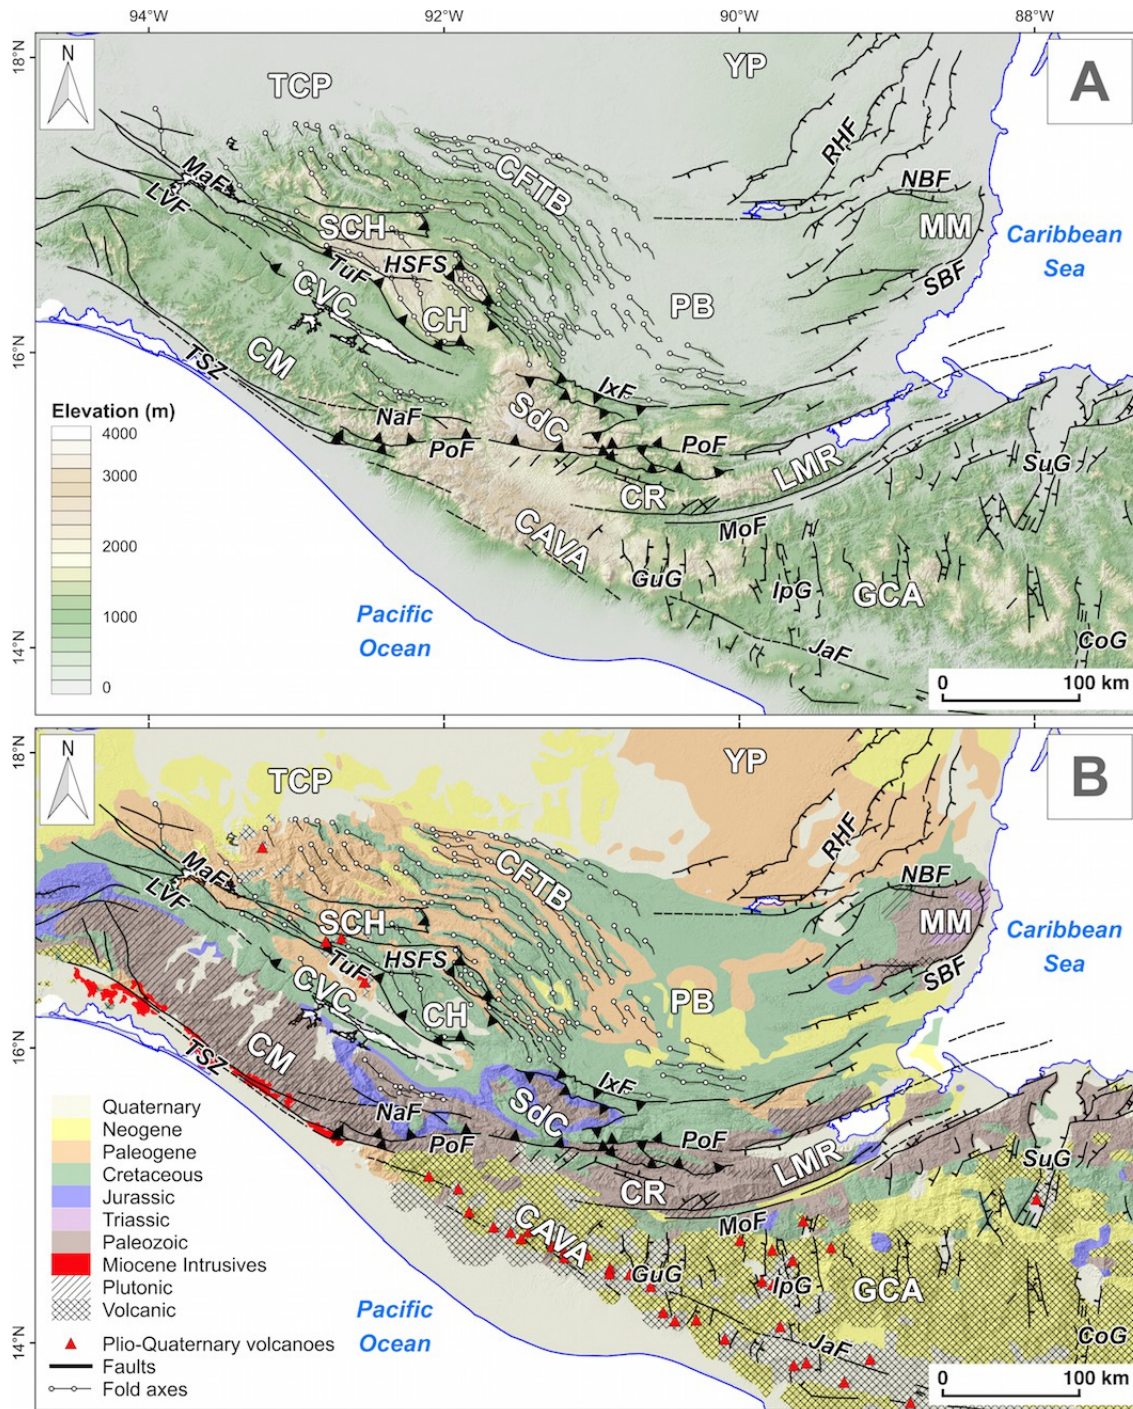 94°W
92°W
90°W
88°W
18°N
16°N
14°N
N
A
TCP
YP
RHF
CFTB
NBF
MaF
LVF
SCH
MM
Caribbean
Sea
HSFS
TuF
SBF
CVC
CH
PB
CM
TSZ
IxF
Elevation (m)
4000
3000
2000
1000
0
NaF
SdC
PoF
PoF
LMR
SuG
CR
CAVA
MoF
GuG
IpG
GCA
Pacific
Ocean
JaF
CoG
0 100 km
18°N
16°N
14°N
N
B
TCP
YP
RHF
CFTB
NBF
MaF
LVF
SCH
MM
Caribbean
Sea
HSFS
TuF
SBF
CVC
CH
PB
CM
TSZ
IxF
SdC
NaF
PoF
PoF
LMR
SuG
CR
CAVA
MoF
GuG
IpG
GCA
Pacific
Ocean
JaF
CoG
0 100 km
Quaternary
Neogene
Paleogene
Cretaceous
Jurassic
Triassic
Paleozoic
Miocene Intrusives
Plutonic
Volcanic
Plio-Quaternary volcanoes
Faults
Fold axes